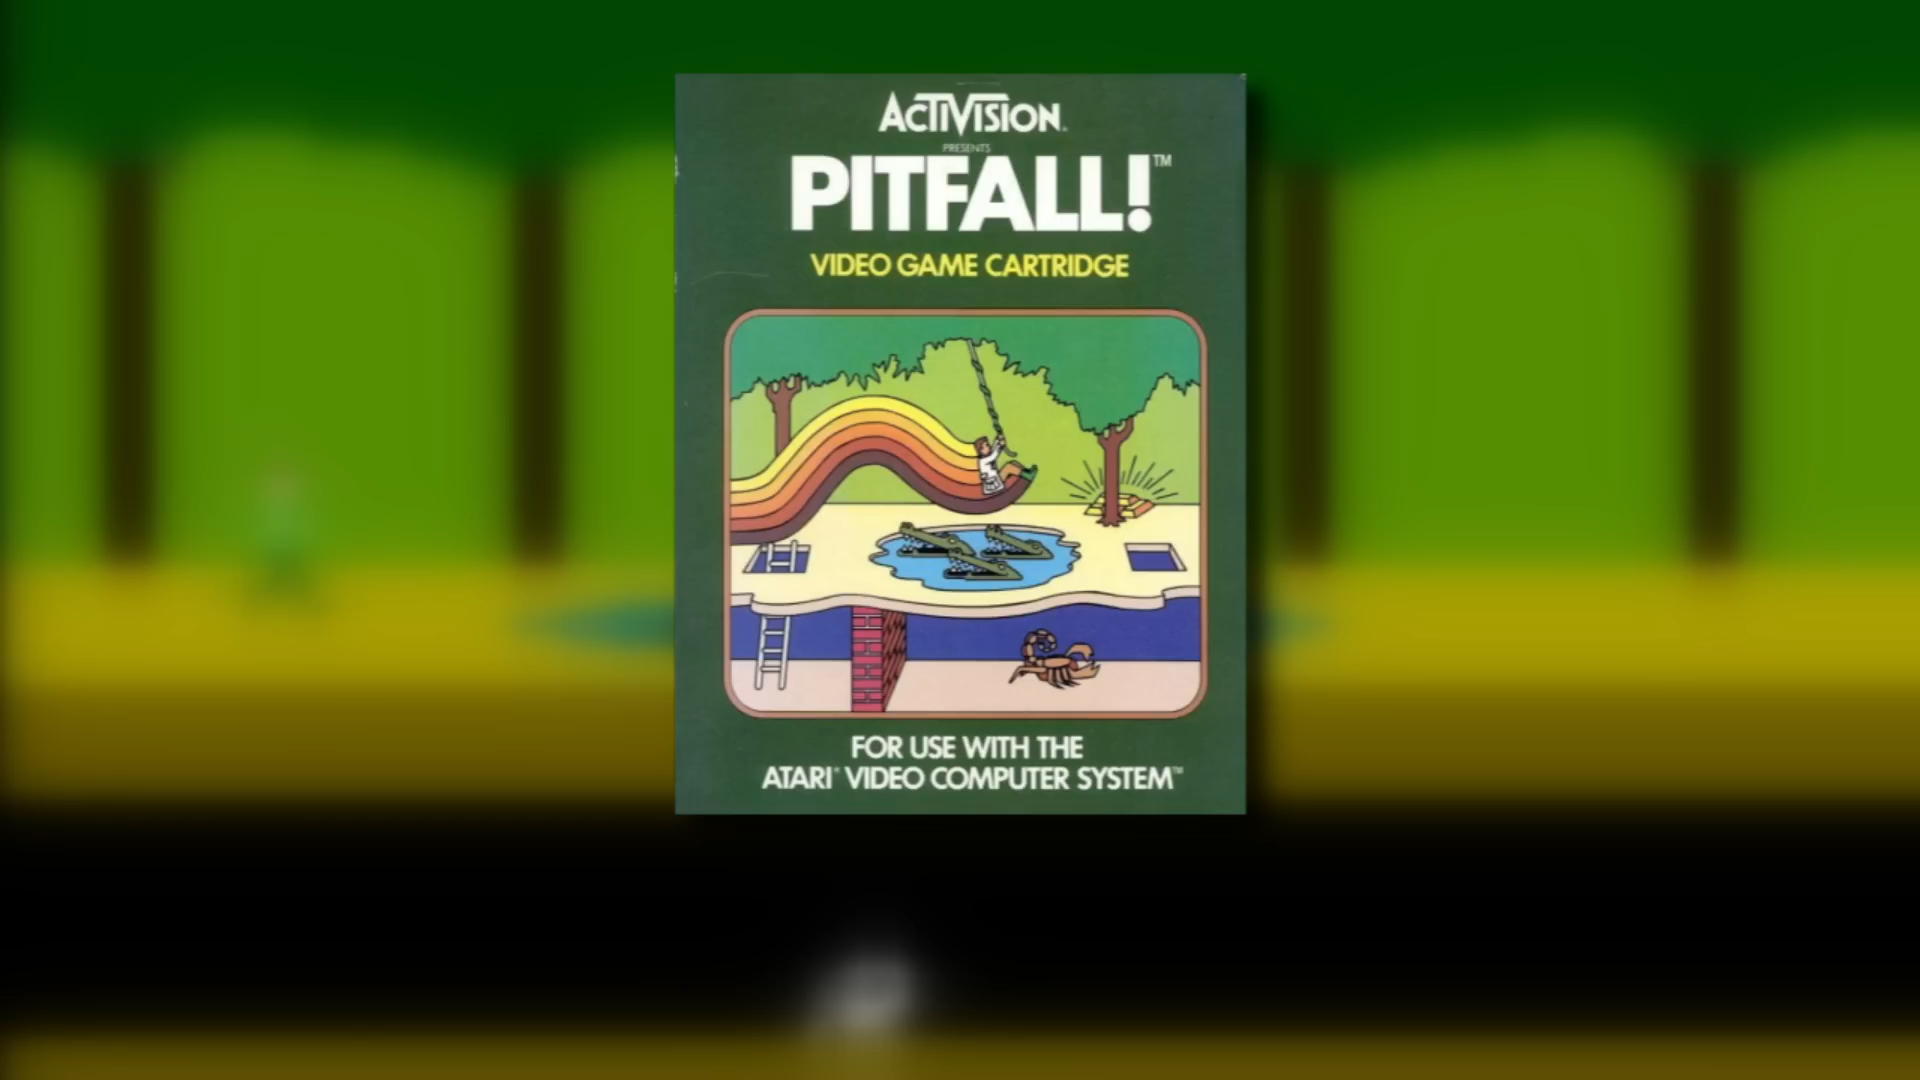 ACTIVISION®
PRESENTS
PITFALL!™
VIDEO GAME CARTRIDGE
FOR USE WITH THE
ATARI® VIDEO COMPUTER SYSTEM™